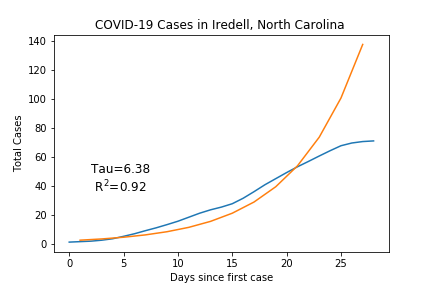 COVID-19 Cases in Iredell, North Carolina
140
120
100
80
60
40
20
0
Total Cases
Tau=6.38
R²=0.92
0 5 10 15 20 25
Days since first case